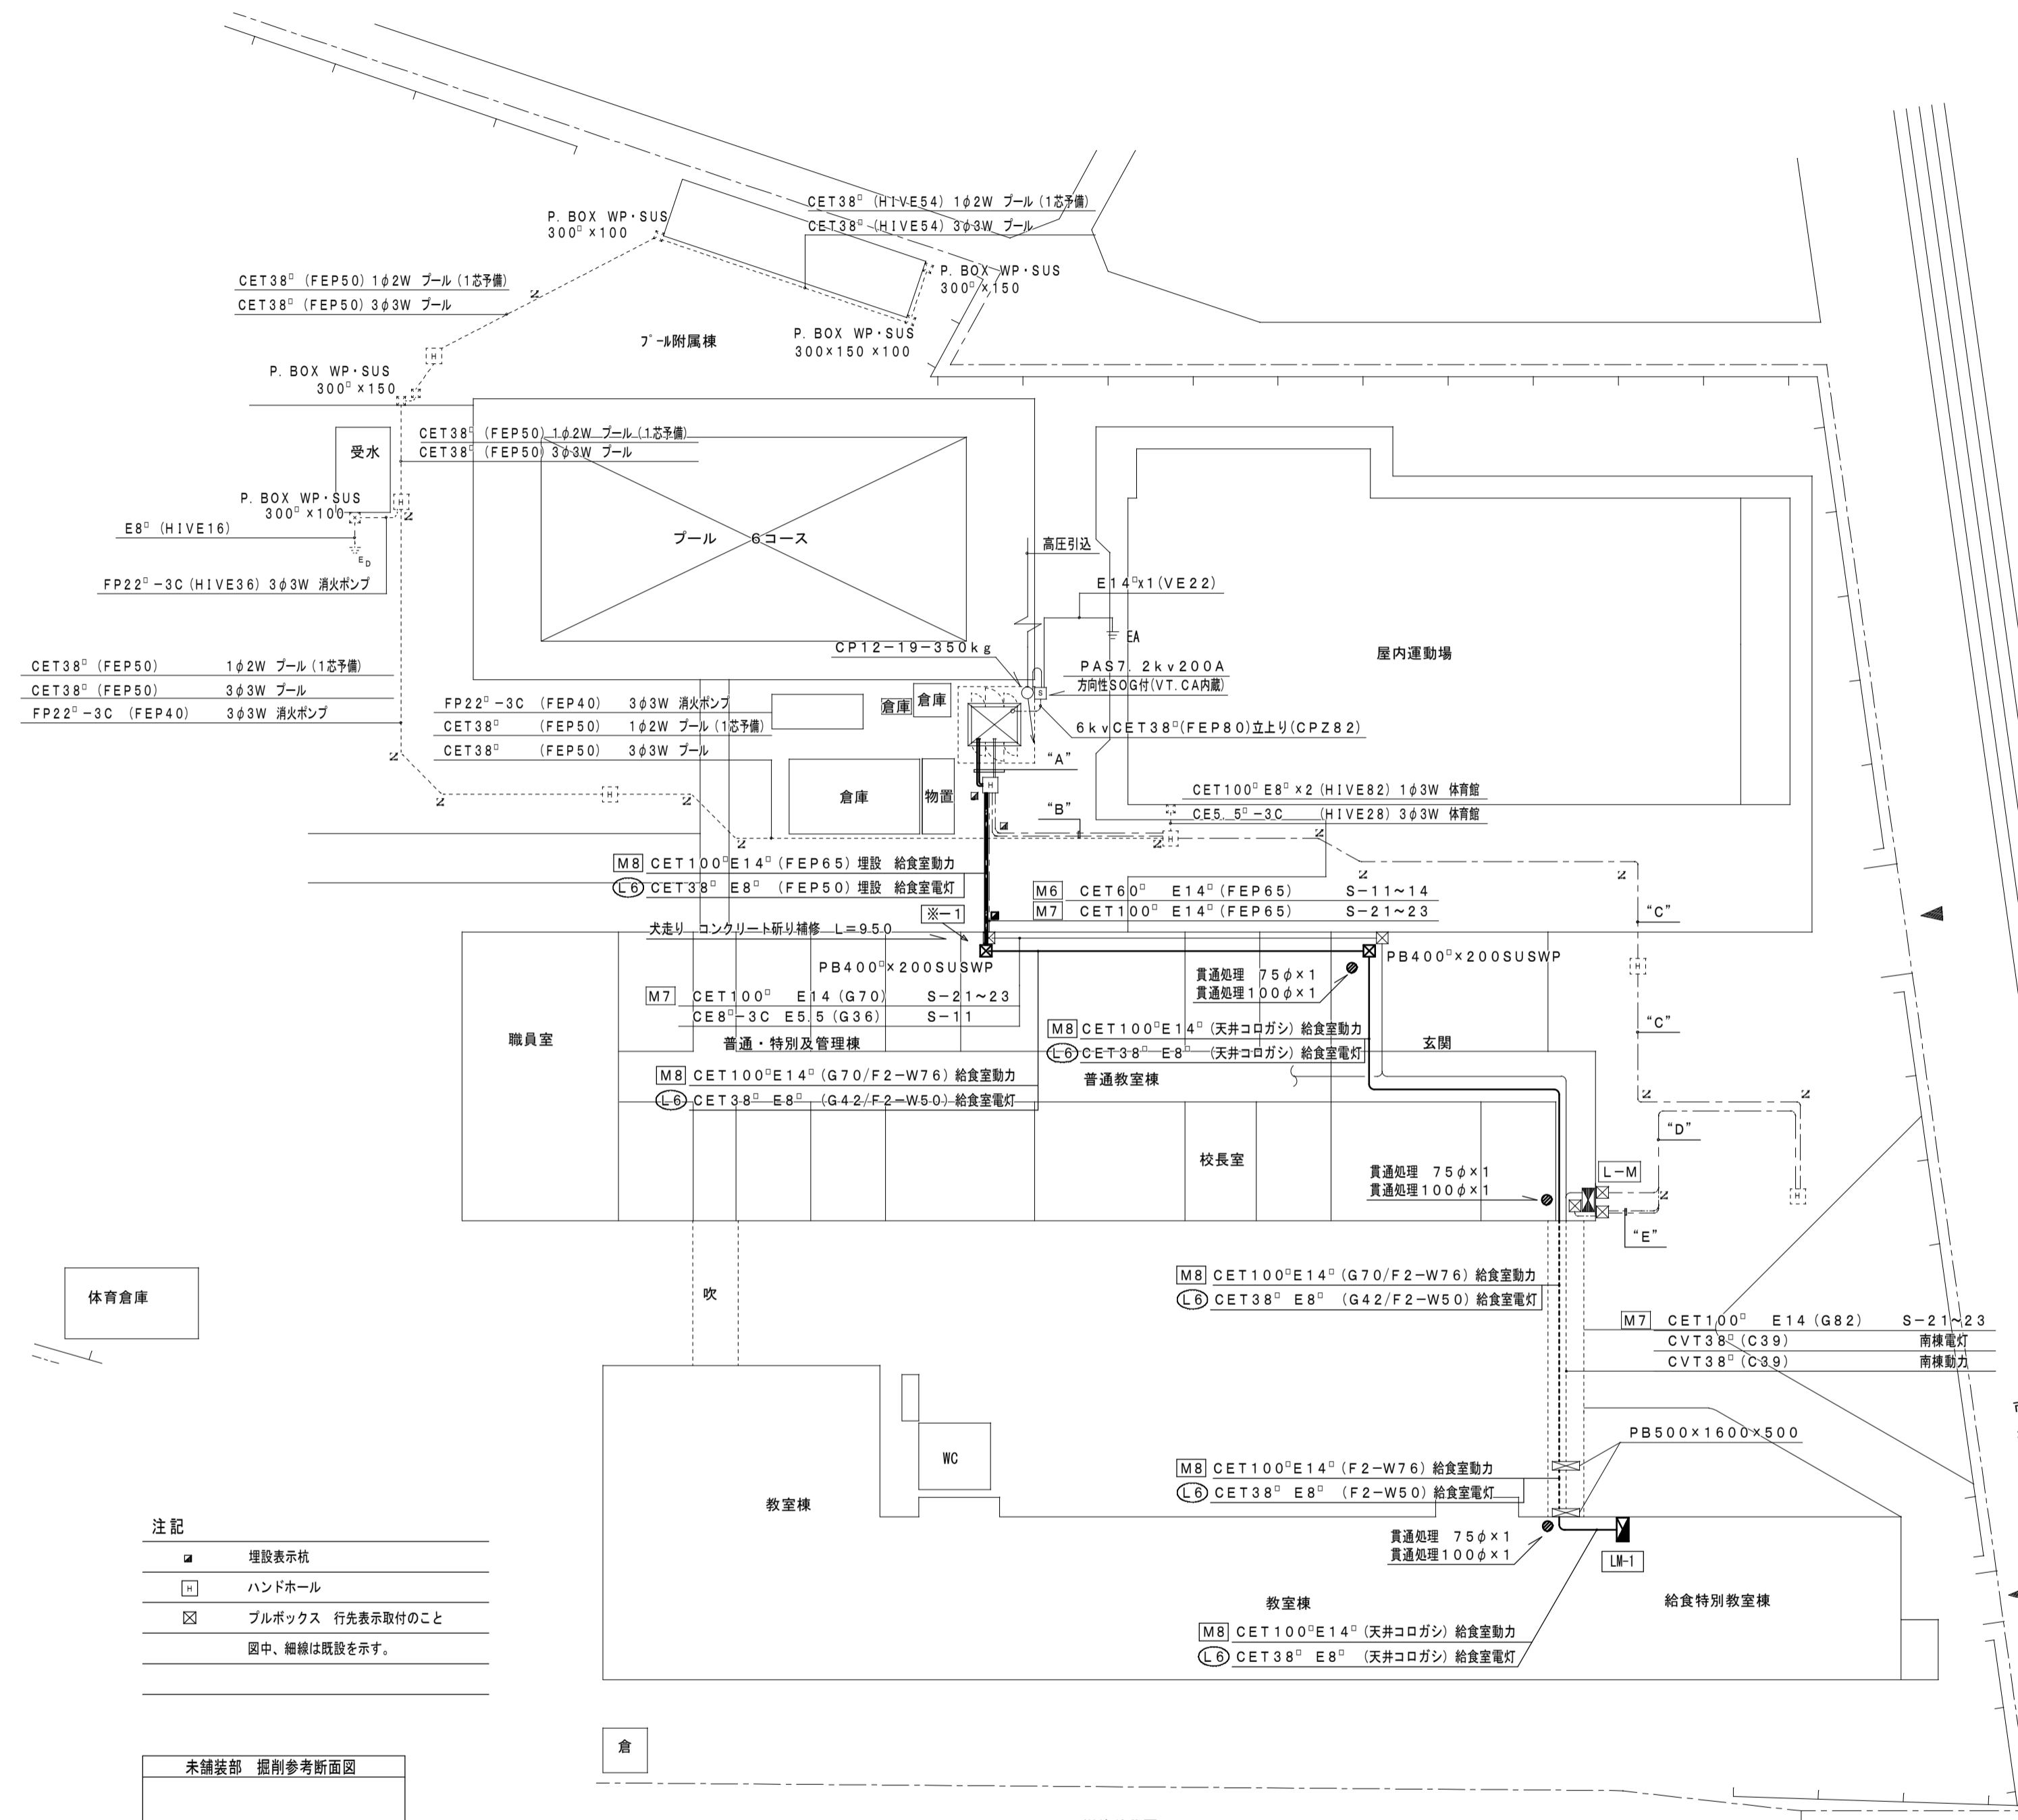 CET38□ (HIVE54) 1φ2W プール(1芯予備)
CET38□ (HIVE54) 3φ3W プール
P. BOX WP・SUS
300□×100
P. BOX WP・SUS
300□×150
CET38□ (FEP50) 1φ2W プール(1芯予備)
CET38□ (FEP50) 3φ3W プール
P. BOX WP・SUS
300×150×100
プール附属棟
H
P. BOX WP・SUS
300□×150
CET38□ (FEP50) 1φ2W プール(1芯予備)
CET38□ (FEP50) 3φ3W プール
受水
P. BOX WP・SUS
300□×100
H
E8□ (HIVE16)
ED
FP22□-3C (HIVE36) 3φ3W 消火ポンプ
プール 6コース
高圧引込
E14□x1(VE22)
EA
CP12-19-350kg
屋内運動場
PAS7. 2kv200A
方向性SOG付(VT.CA内蔵)
S
6kvCET38□(FEP80)立上り(CPZ82)
CET38□ (FEP50) 1φ2W プール(1芯予備)
CET38□ (FEP50) 3φ3W プール
FP22□-3C (FEP40) 3φ3W 消火ポンプ
FP22□-3C (FEP40) 3φ3W 消火ポンプ
CET38□ (FEP50) 1φ2W プール(1芯予備)
CET38□ (FEP50) 3φ3W プール
倉庫
倉庫
“A”
H
倉庫
物置
H
“B”
CET100□ E8□×2 (HIVE82) 1φ3W 体育館
CE5. 5□-3C (HIVE28) 3φ3W 体育館
H
M8 CET100□E14□ (FEP65) 埋設 給食室動力
L6 CET38□ E8□ (FEP50) 埋設 給食室電灯
M6 CET60□ E14□ (FEP65) S-11~14
M7 CET100□ E14□ (FEP65) S-21~23
“C”
※-1
犬走り コンクリート斫り補修 L=950
PB400□×200SUSWP
PB400□×200SUSWP
貫通処理 75φ×1
貫通処理100φ×1
H
M7 CET100□ E14 (G70) S-21~23
CE8□-3C E5.5 (G36) S-11
“C”
職員室
普通・特別及管理棟
M8 CET100□E14□ (天井コロガシ) 給食室動力
L6 CET38□ E8□ (天井コロガシ) 給食室電灯
玄関
M8 CET100□E14□ (G70/F2-W76) 給食室動力
L6 CET38□ E8□ (G42/F2-W50) 給食室電灯
普通教室棟
“D”
校長室
貫通処理 75φ×1
貫通処理100φ×1
L-M
H
“E”
体育倉庫
吹
M8 CET100□E14□ (G70/F2-W76) 給食室動力
L6 CET38□ E8□ (G42/F2-W50) 給食室電灯
M7 CET100□ E14 (G82) S-21~23
CVT38□ (C39) 南棟電灯
CVT38□ (C39) 南棟動力
PB500×1600×500
WC
M8 CET100□E14□ (F2-W76) 給食室動力
L6 CET38□ E8□ (F2-W50) 給食室電灯
教室棟
貫通処理 75φ×1
貫通処理100φ×1
LM-1
教室棟
給食特別教室棟
M8 CET100□E14□ (天井コロガシ) 給食室動力
L6 CET38□ E8□ (天井コロガシ) 給食室電灯
注記
埋設表示杭
H ハンドホール
プルボックス 行先表示取付のこと
図中、細線は既設を示す。
倉
未舗装部 掘削参考断面図